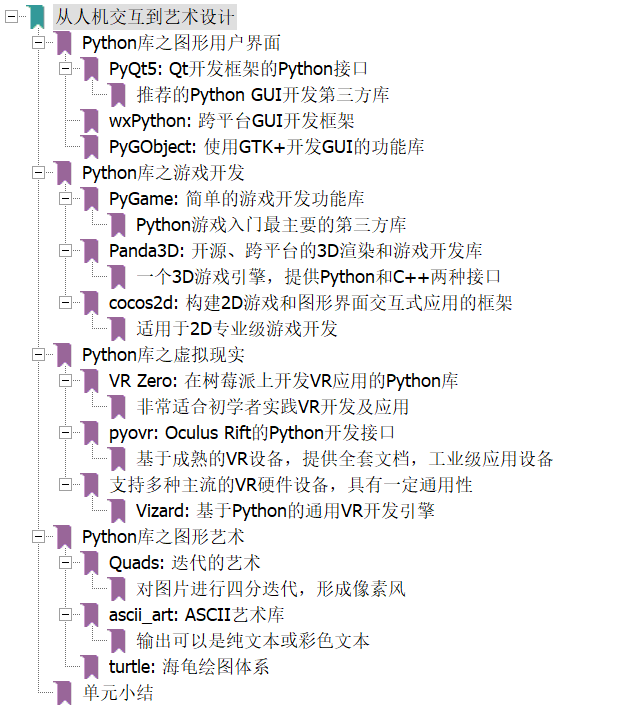 从人机交互到艺术设计
Python库之图形用户界面
PyQt5: Qt开发框架的Python接口
推荐的Python GUI开发第三方库
wxPython: 跨平台GUI开发框架
PyGObject: 使用GTK+开发GUI的功能库
Python库之游戏开发
PyGame: 简单的游戏开发功能库
Python游戏入门最主要的第三方库
Panda3D: 开源、跨平台的3D渲染和游戏开发库
一个3D游戏引擎，提供Python和C++两种接口
cocos2d: 构建2D游戏和图形界面交互式应用的框架
适用于2D专业级游戏开发
Python库之虚拟现实
VR Zero: 在树莓派上开发VR应用的Python库
非常适合初学者实践VR开发及应用
pyovr: Oculus Rift的Python开发接口
基于成熟的VR设备，提供全套文档，工业级应用设备
支持多种主流的VR硬件设备，具有一定通用性
Vizard: 基于Python的通用VR开发引擎
Python库之图形艺术
Quads: 迭代的艺术
对图片进行四分迭代，形成像素风
ascii_art: ASCII艺术库
输出可以是纯文本或彩色文本
turtle: 海龟绘图体系
单元小结